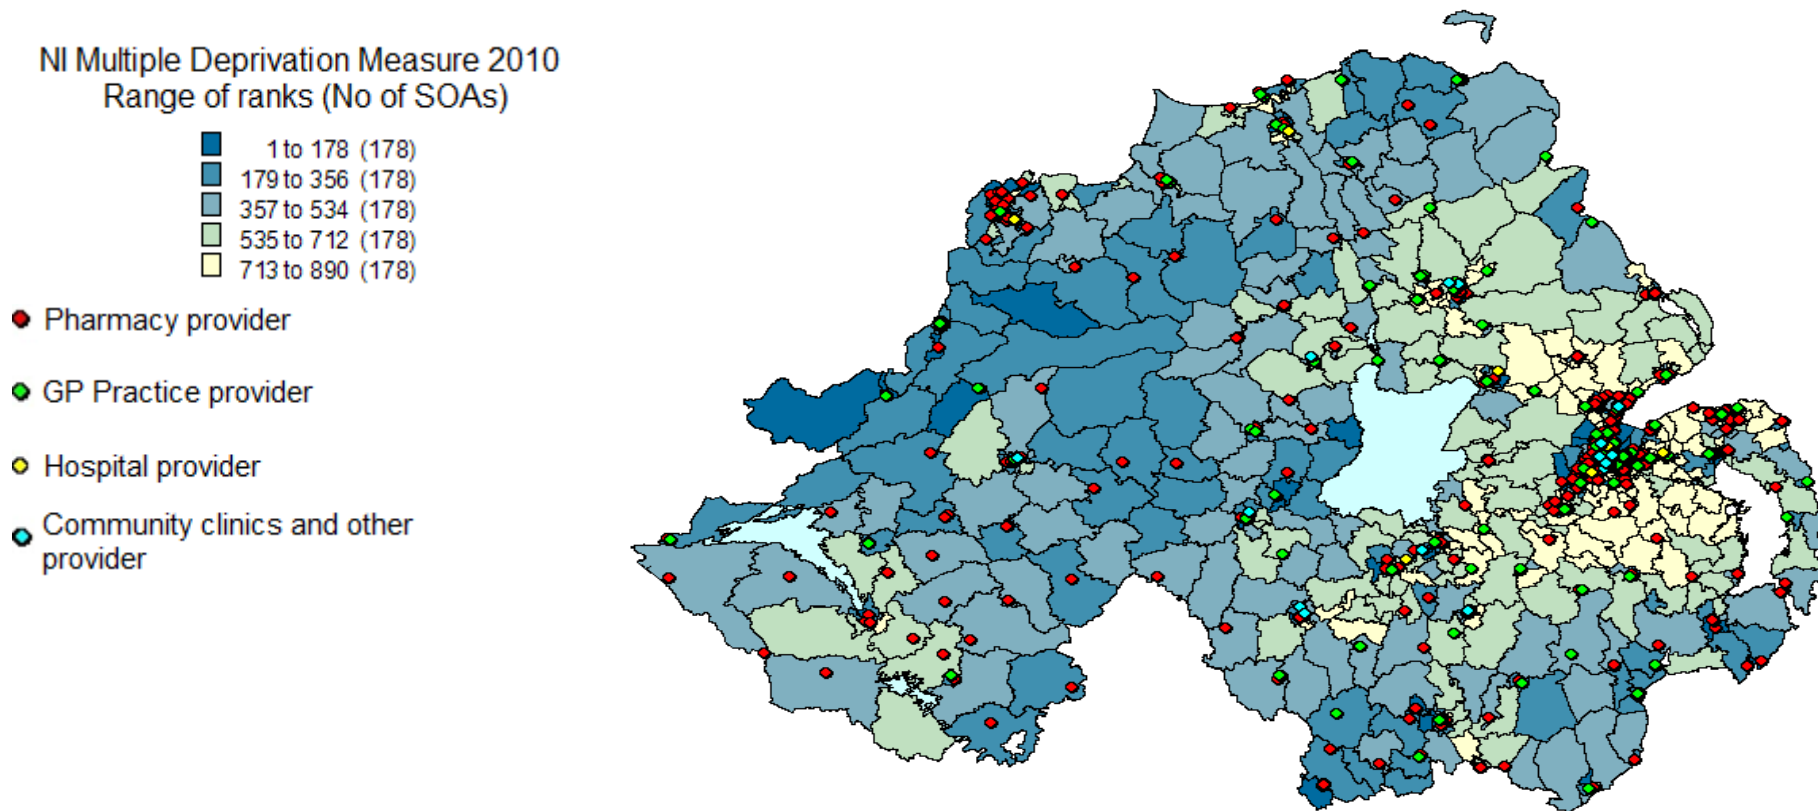 NI Multiple Deprivation Measure 2010
Range of ranks (No of SOAs)
1 to 178 (178)
179 to 356 (178)
357 to 534 (178)
535 to 712 (178)
713 to 890 (178)
Pharmacy provider
GP Practice provider
Hospital provider
Community clinics and other
provider